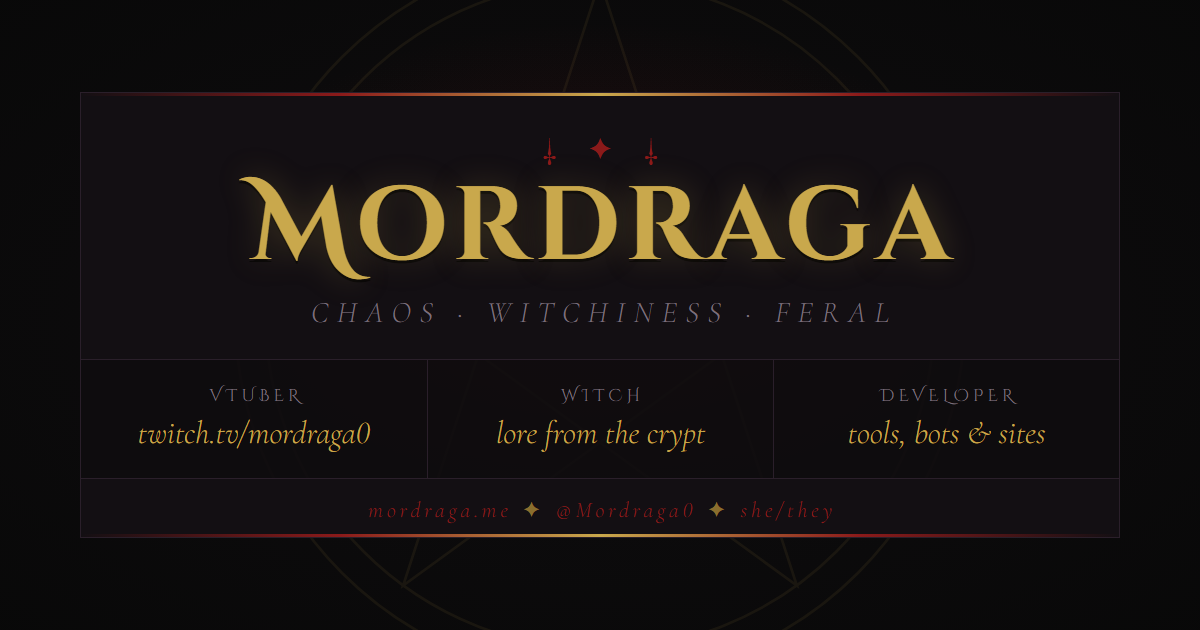 MORDRAGA
CHAOS · WITCHINESS · FERAL
VTUBER
twitch.tv/mordraga0
WITCH
lore from the crypt
DEVELOPER
tools, bots & sites
mordraga.me ✦ @Mordraga0 ✦ she/they